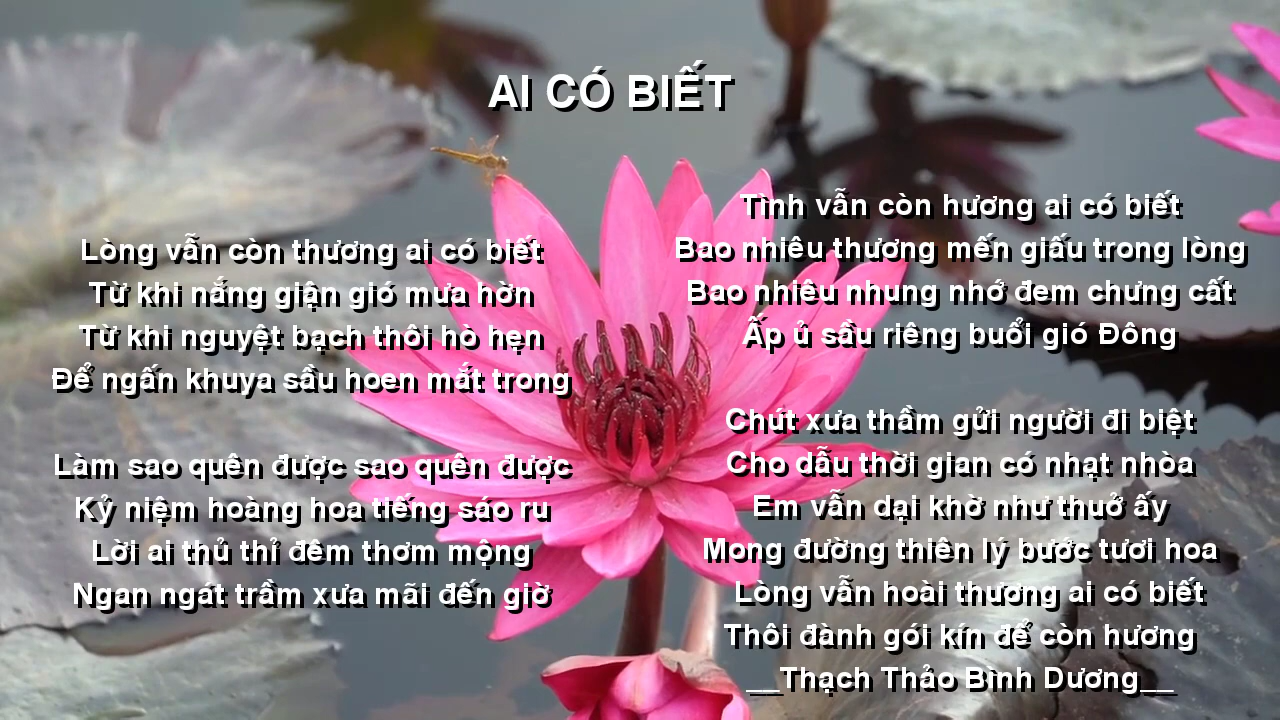 AI CÓ BIẾT
Lòng vẫn còn thương ai có biết
Từ khi nắng giận gió mưa hờn
Từ khi nguyệt bạch thôi hò hẹn
Để ngấn khuya sầu hoen mắt trong
Làm sao quên được sao quên được
Kỷ niệm hoàng hoa tiếng sáo ru
Lời ai thủ thỉ đêm thơm mộng
Ngan ngát trầm xưa mãi đến giờ
Tình vẫn còn hương ai có biết
Bao nhiêu thương mến giấu trong lòng
Bao nhiêu nhung nhớ đem chưng cất
Ấp ủ sầu riêng buổi gió Đông
Chút xưa thầm gửi người đi biệt
Cho dẫu thời gian có nhạt nhòa
Em vẫn dại khờ như thuở ấy
Mong đường thiên lý bước tươi hoa
Lòng vẫn hoài thương ai có biết
Thôi đành gói kín để còn hương
__Thạch Thảo Bình Dương__